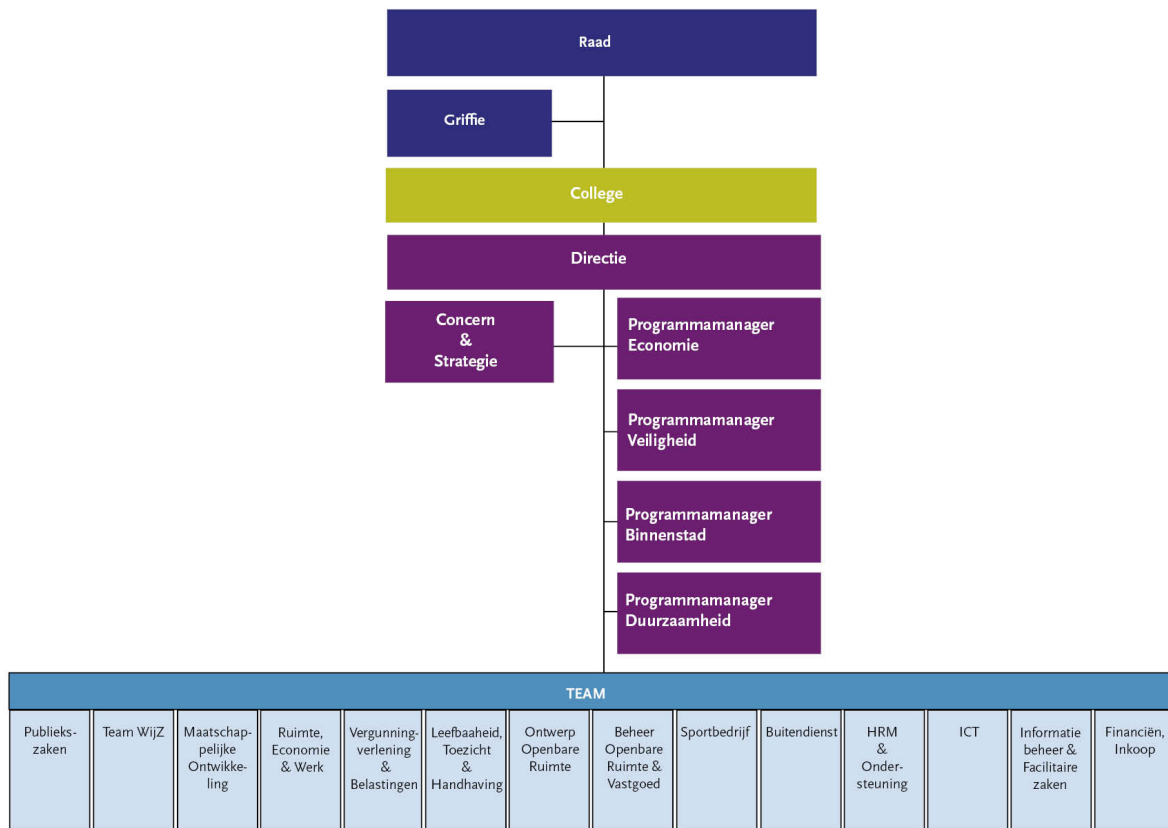 Raad
Griffie
College
Directie
Concern
&
Strategie
Programmamanager
Economie
Programmamanager
Veiligheid
Programmamanager
Binnenstad
Programmamanager
Duurzaamheid
TEAM
Publieks-
zaken
Team WijZ
Maatschap-
pelijke
Ontwikke-
ling
Ruimte,
Economie
& Werk
Vergunning-
verlening
&
Belastingen
Leefbaaheid,
Toezicht
&
Handhaving
Ontwerp
Openbare
Ruimte
Beheer
Openbare
Ruimte &
Vastgoed
Sportbedrijf
Buitendienst
HRM
&
Onder-
steuning
ICT
Informatie
beheer &
Facilitaire
zaken
Financiën,
Inkoop